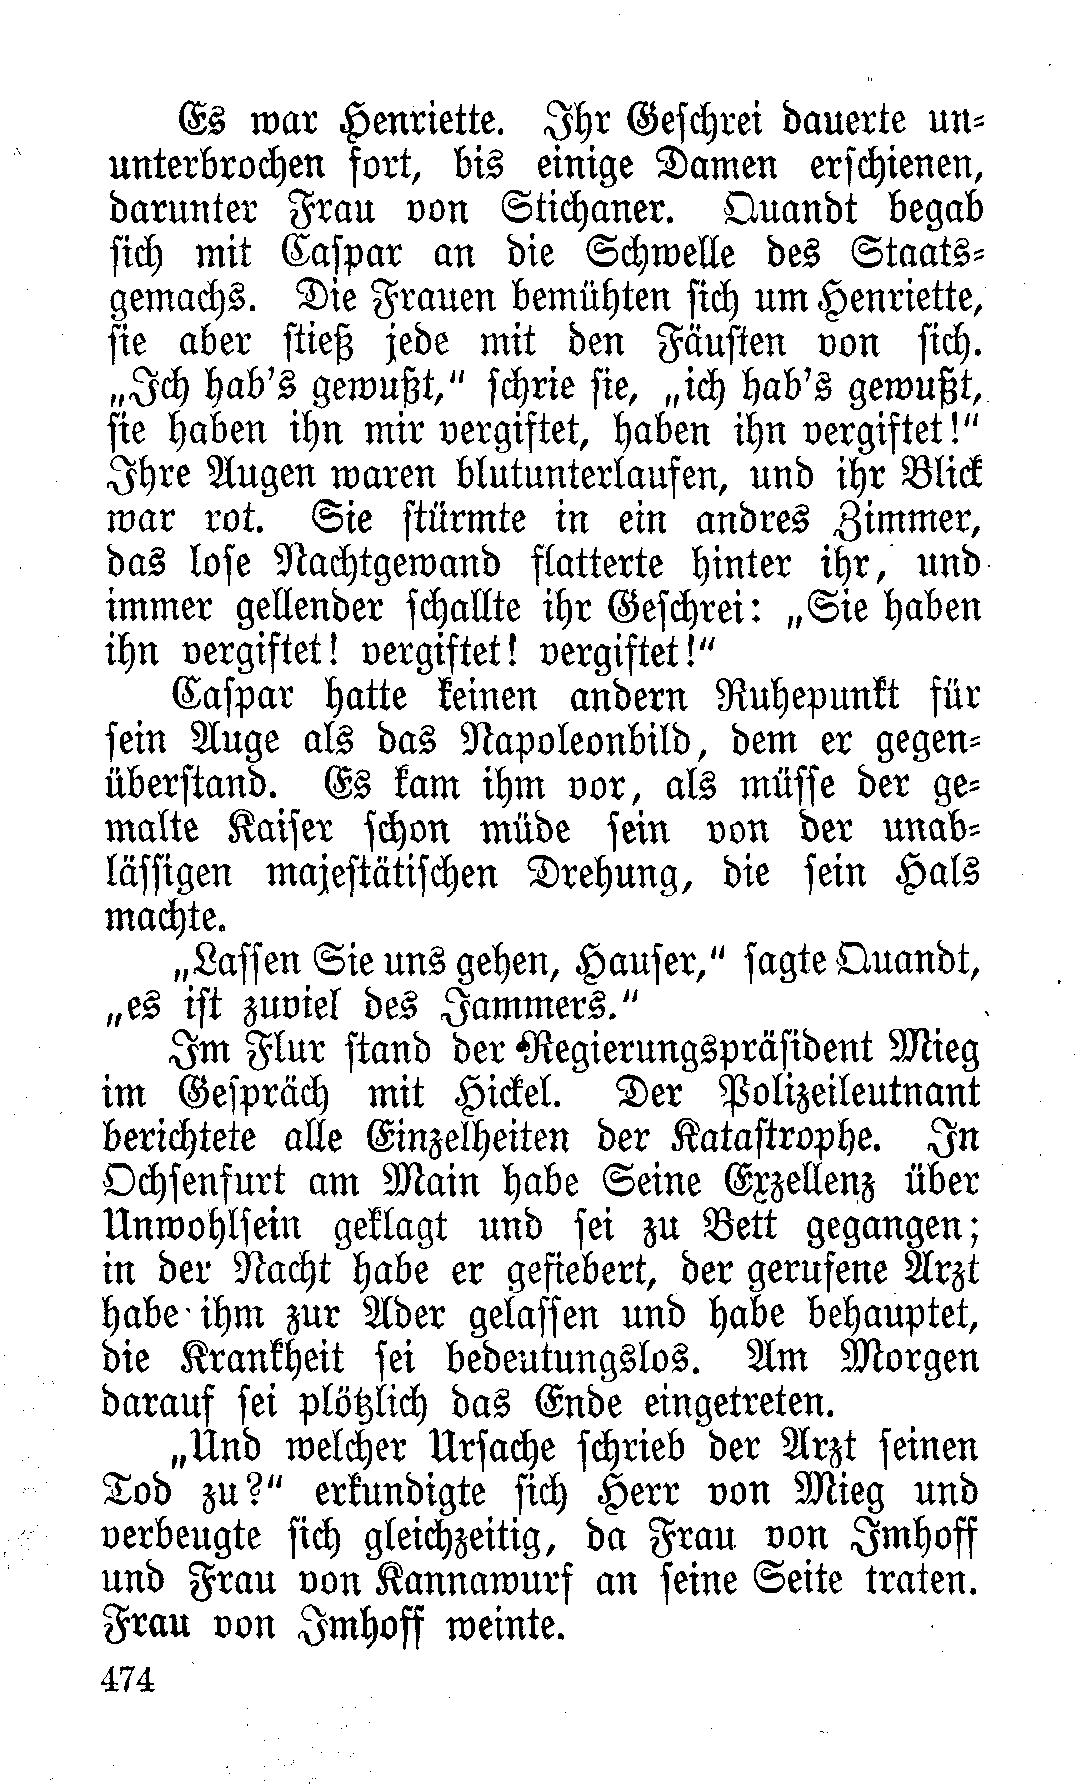 Es war Henriette. Ihr Geschrei dauerte un-
unterbrochen fort, bis einige Damen erschienen,
darunter Frau von Stichaner. Quandt begab
sich mit Caspar an die Schwelle des Staats-
gemachs. Die Frauen bemühten sich um Henriette,
sie aber stieß jede mit den Fäusten von sich.
„Ich hab's gewußt,“ schrie sie, „ich hab's gewußt,
sie haben ihn mir vergiftet, haben ihn vergiftet!“
Ihre Augen waren blutunterlaufen, und ihr Blick
war rot. Sie stürmte in ein andres Zimmer,
das lose Nachtgewand flatterte hinter ihr, und
immer gellender schallte ihr Geschrei: „Sie haben
ihn vergiftet! vergiftet! vergiftet!“
Caspar hatte keinen andern Ruhepunkt für
sein Auge als das Napoleonbild, dem er gegen-
überstand. Es kam ihm vor, als müsse der ge-
malte Kaiser schon müde sein von der unab-
lässigen majestätischen Drehung, die sein Hals
machte.
„Lassen Sie uns gehen, Hauser,“ sagte Quandt,
„es ist zuviel des Jammers.“
Im Flur stand der Regierungspräsident Mieg
im Gespräch mit Hickel. Der Polizeileutnant
berichtete alle Einzelheiten der Katastrophe. In
Ochsenfurt am Main habe Seine Exzellenz über
Unwohlsein geklagt und sei zu Bett gegangen;
in der Nacht habe er gefiebert, der gerufene Arzt
habe ihm zur Ader gelassen und habe behauptet,
die Krankheit sei bedeutungslos. Am Morgen
darauf sei plötzlich das Ende eingetreten.
„Und welcher Ursache schrieb der Arzt seinen
Tod zu?“ erkundigte sich Herr von Mieg und
verbeugte sich gleichzeitig, da Frau von Imhoff
und Frau von Kannawurf an seine Seite traten.
Frau von Imhoff weinte.
474